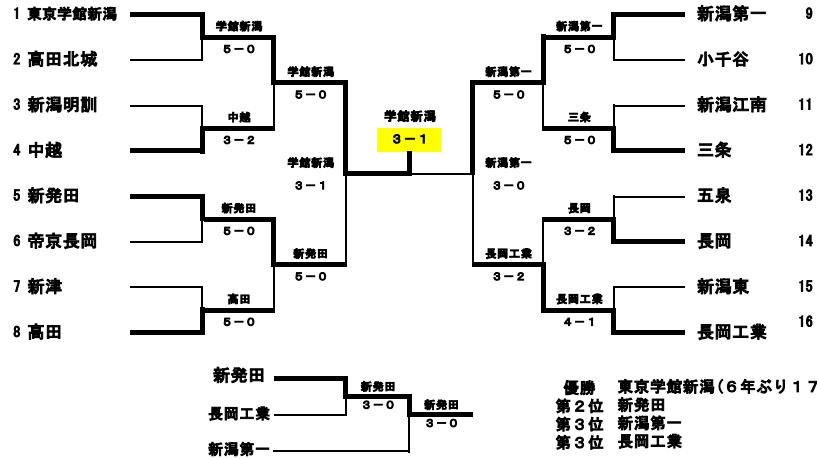 1 東京学館新潟
2 高田北城
3 新潟明訓
4 中越
5 新発田
6 帝京長岡
7 新津
8 高田
学館新潟
5－0
中越
3－2
新発田
5－0
高田
5－0
学館新潟
5－0
新発田
5－0
学館新潟
3－1
学館新潟
3－1
新潟第一
3－0
新潟第一
5－0
長岡工業
3－2
新潟第一
5－0
三条
5－0
長岡
3－2
長岡工業
4－1
新潟第一 9
小千谷 10
新潟江南 11
三条 12
五泉 13
長岡 14
新潟東 15
長岡工業 16
新発田
長岡工業
新潟第一
新発田
3－0
新発田
3－0
優勝 東京学館新潟(6年ぶり17
第2位 新発田
第3位 新潟第一
第3位 長岡工業